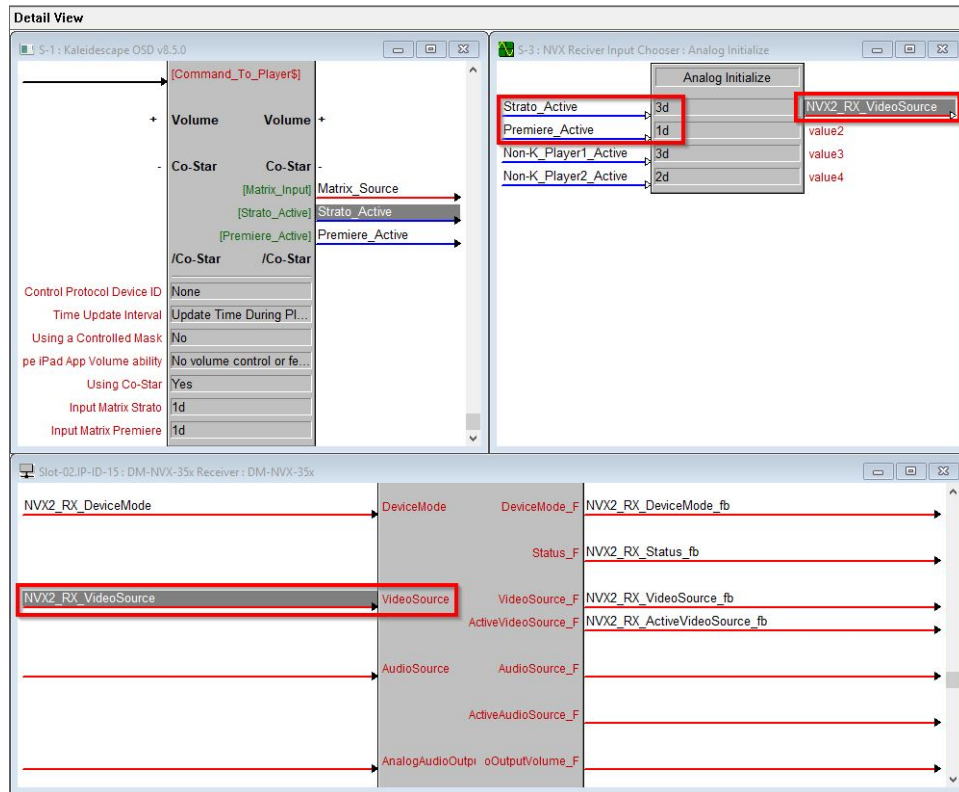 Detail View
S-1 : Kaleidescape OSD v8.5.0
[Command_To_Player$]
+ Volume Volume +
- Co-Star Co-Star -
[Matrix_Input] Matrix_Source
[Strato_Active] Strato_Active
[Premiere_Active] Premiere_Active
/Co-Star /Co-Star
Control Protocol Device ID None
Time Update Interval Update Time During Pl...
Using a Controlled Mask No
pe iPad App Volume ability No volume control or fe...
Using Co-Star Yes
Input Matrix Strato 1d
Input Matrix Premiere 1d
S-3 : NVX Reciver Input Chooser : Analog Initialize
Analog Initialize
Strato_Active 3d NVX2_RX_VideoSource
Premiere_Active 1d value2
Non-K_Player1_Active 3d value3
Non-K_Player2_Active 2d value4
Slot-02.IP-ID-15 : DM-NVX-35x Receiver : DM-NVX-35x
NVX2_RX_DeviceMode DeviceMode DeviceMode_F NVX2_RX_DeviceMode_fb
Status_F NVX2_RX_Status_fb
NVX2_RX_VideoSource VideoSource VideoSource_F NVX2_RX_VideoSource_fb
ActiveVideoSource_F NVX2_RX_ActiveVideoSource_fb
AudioSource AudioSource_F
ActiveAudioSource_F
AnalogAudioOutpu oOutputVolume_F